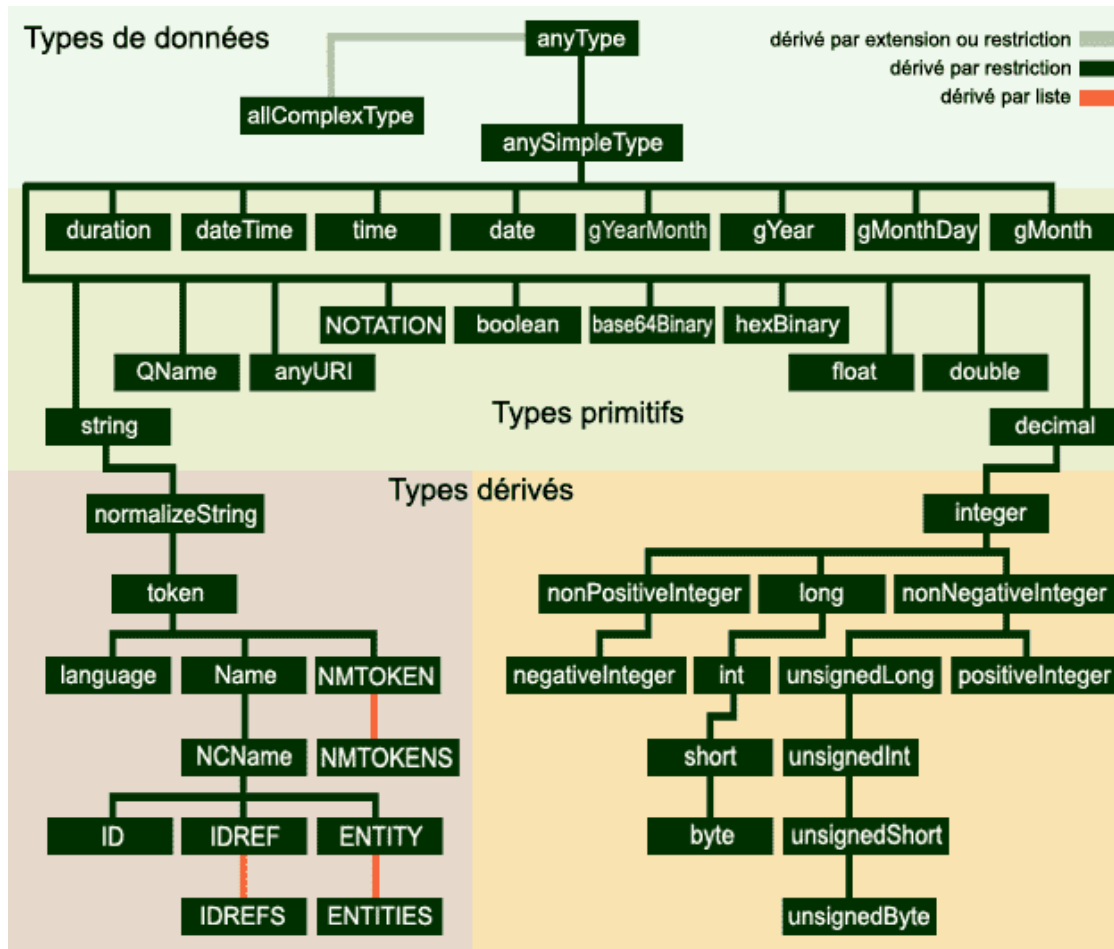 Types de données
anyType
dérivé par extension ou restriction
dérivé par restriction
dérivé par liste
allComplexType
anySimpleType
duration
dateTime
time
date
gYearMonth
gYear
gMonthDay
gMonth
NOTATION
boolean
base64Binary
hexBinary
QName
anyURI
float
double
Types primitifs
string
decimal
Types dérivés
normalizeString
integer
token
nonPositiveInteger
long
nonNegativeInteger
language
Name
NMTOKEN
negativeInteger
int
unsignedLong
positiveInteger
NCName
NMTOKENS
short
unsignedInt
ID
IDREF
ENTITY
byte
unsignedShort
IDREFS
ENTITIES
unsignedByte